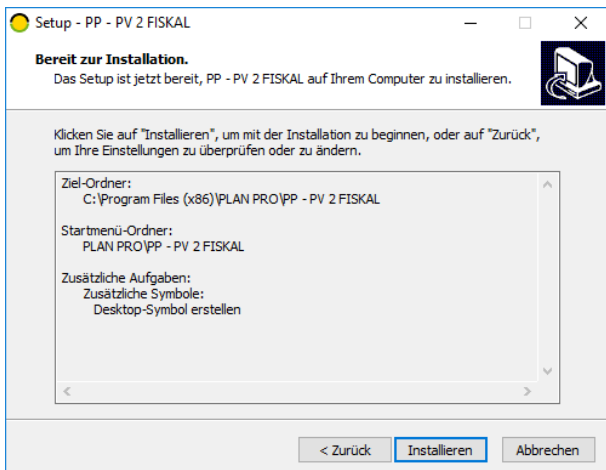 Setup - PP - PV 2 FISKAL
Bereit zur Installation.
Das Setup ist jetzt bereit, PP - PV 2 FISKAL auf Ihrem Computer zu installieren.
Klicken Sie auf "Installieren", um mit der Installation zu beginnen, oder auf "Zurück",
um Ihre Einstellungen zu überprüfen oder zu ändern.
Ziel-Ordner:
C:\Program Files (x86)\PLAN PRO\PP - PV 2 FISKAL
Startmenü-Ordner:
PLAN PRO\PP - PV 2 FISKAL
Zusätzliche Aufgaben:
Zusätzliche Symbole:
Desktop-Symbol erstellen
< Zurück Installieren Abbrechen